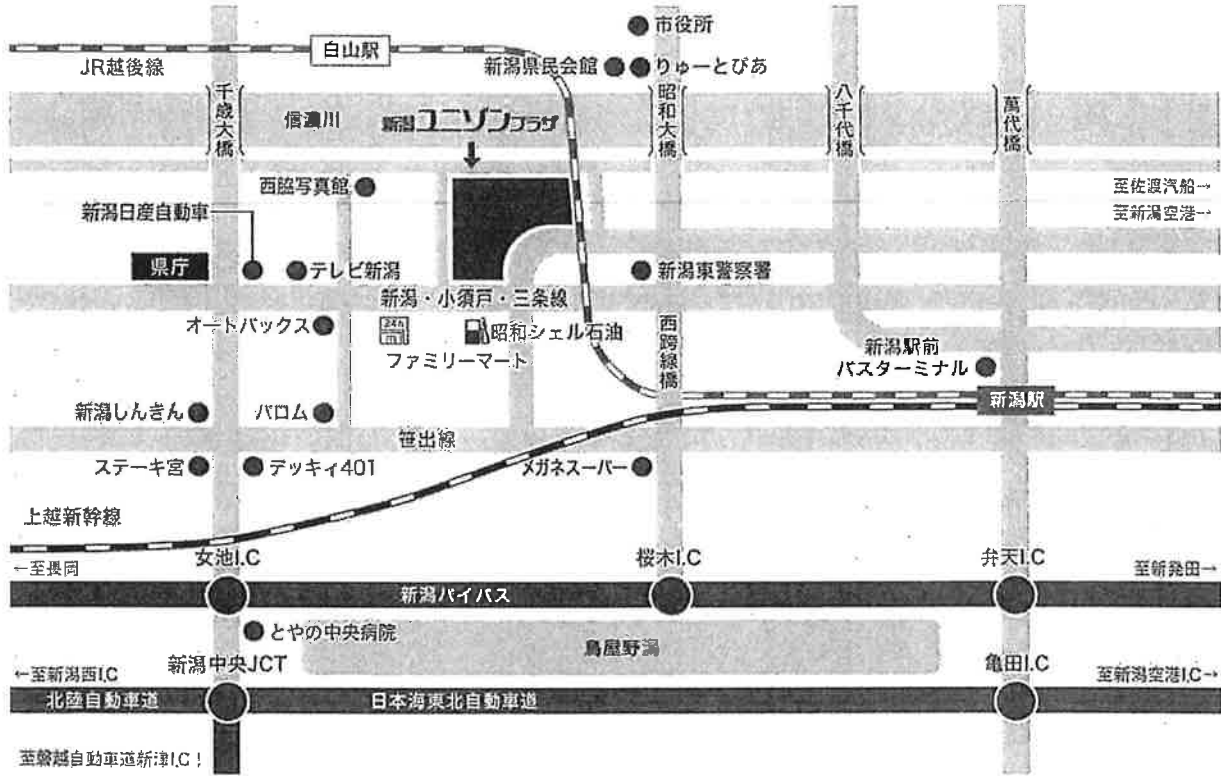 市役所
白山駅
JR越後線
新潟県民会館
りゅーとぴあ
千歳大橋
昭和大橋
八千代橋
萬代橋
信濃川
新潟ユニゾンプラザ
西脇写真館
至佐渡汽船→
新潟日産自動車
至新潟空港→
県庁
テレビ新潟
新潟東警察署
新潟・小須戸・三条線
オートバックス
24h
昭和シェル石油
ファミリーマート
西跨線橋
新潟駅前
バスターミナル
新潟駅
新潟しんきん
バロム
笹出線
ステーキ宮
デッキィ401
メガネスーパー
上越新幹線
女池I.C
桜木I.C
弁天I.C
←至長岡
至新発田→
新潟バイパス
とやの中央病院
鳥屋野潟
新潟中央JCT
亀田I.C
←至新潟西I.C
至新潟空港I.C→
北陸自動車道
日本海東北自動車道
至磐越自動車道新津I.C↓